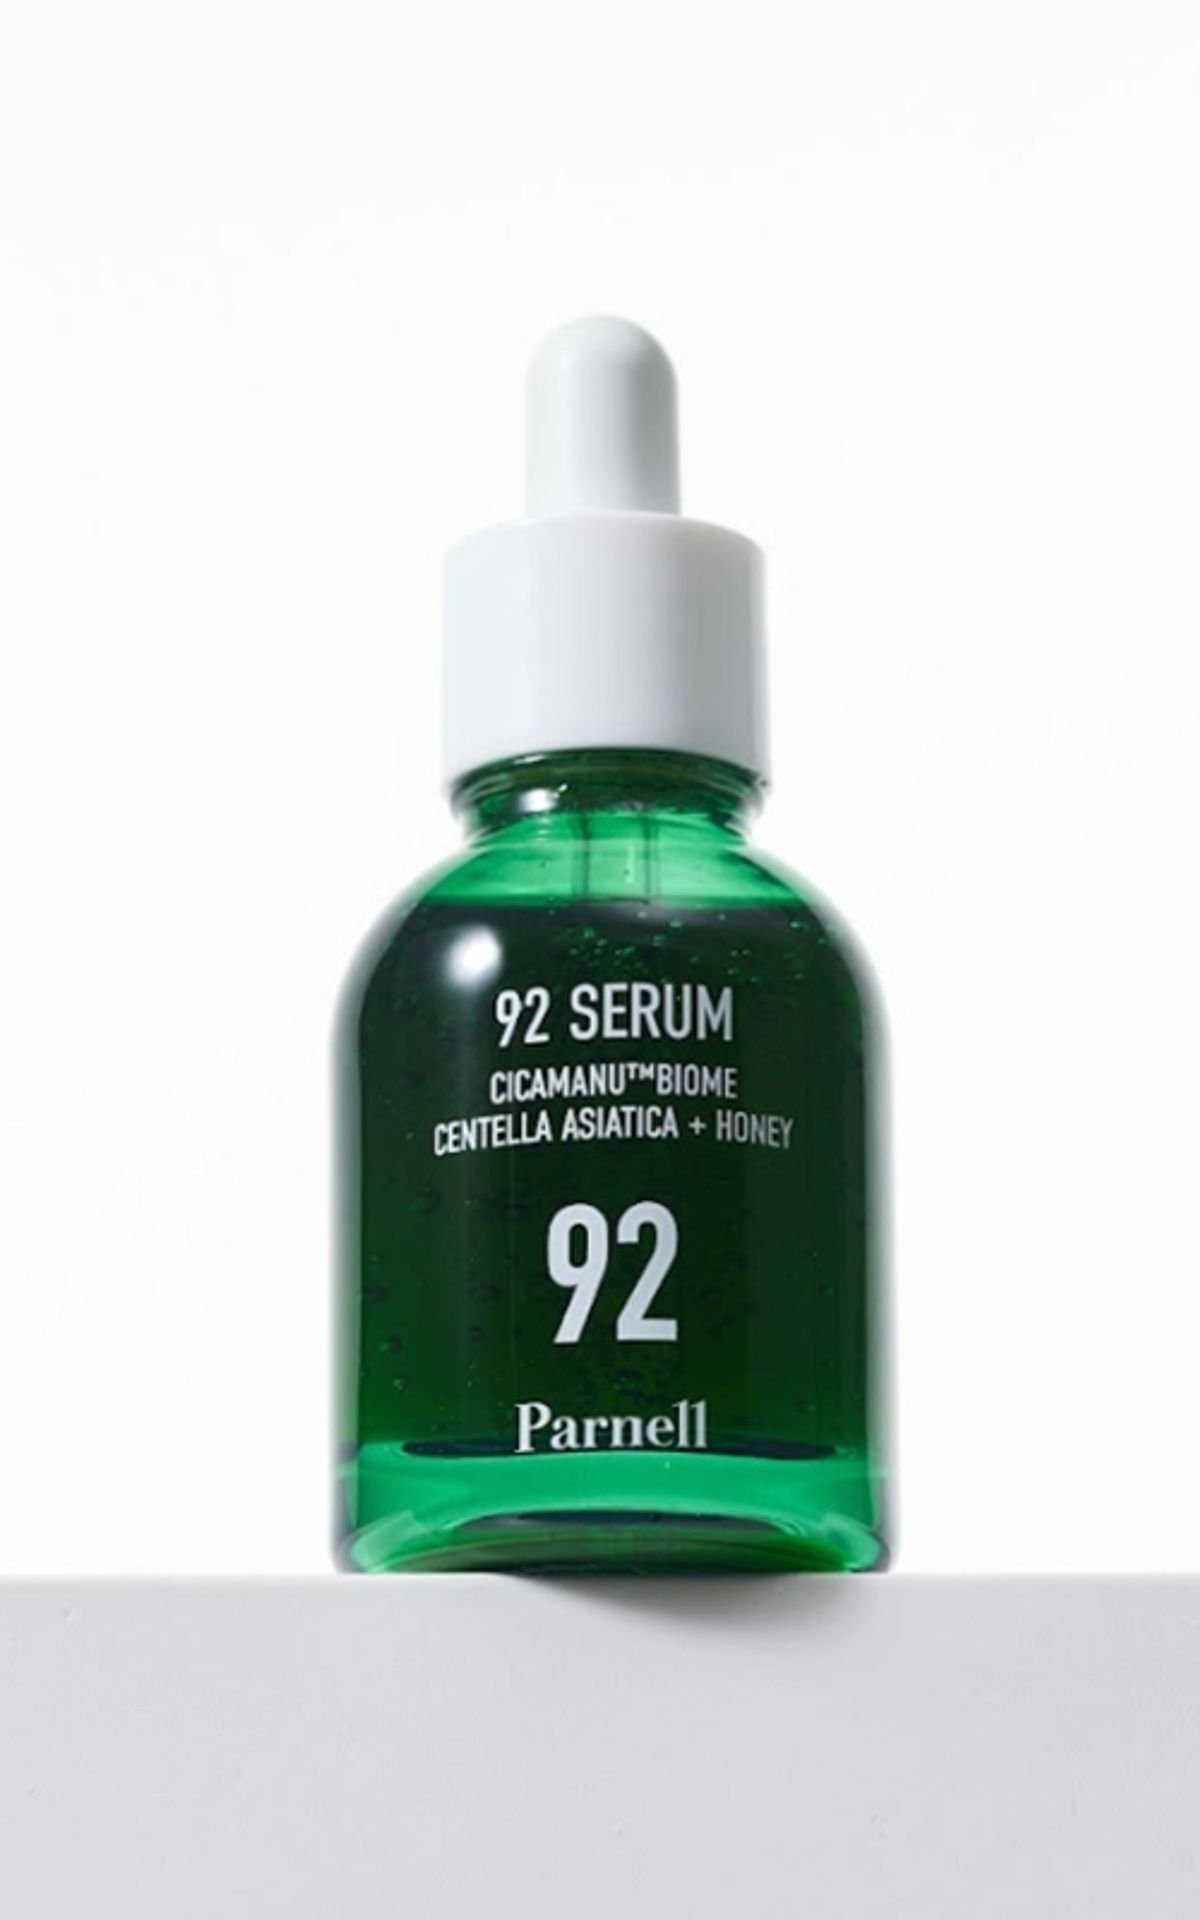 92 SERUM
CICAMANU™BIOME
CENTELLA ASIATICA + HONEY
92
Parnell